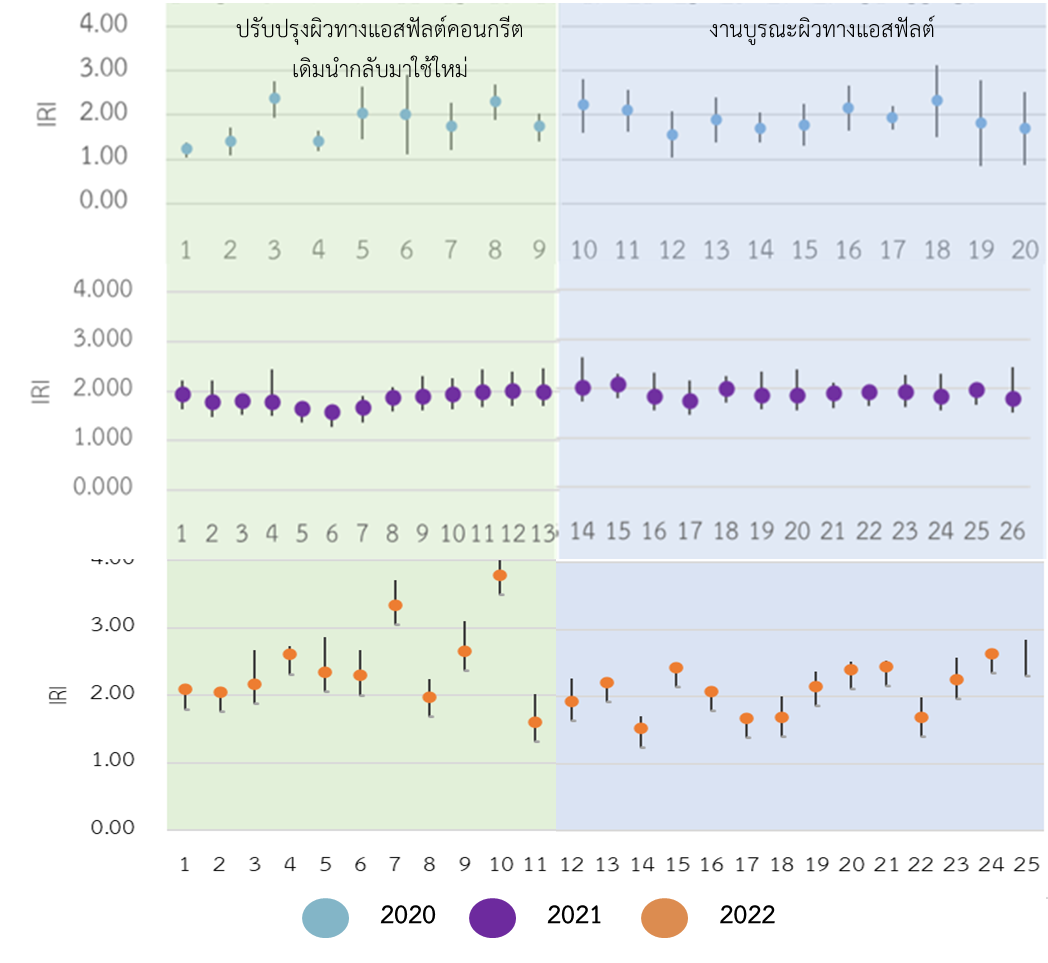 ปรับปรุงผิวทางแอสฟัลต์คอนกรีต
เดิมนำกลับมาใช้ใหม่
งานบูรณะผิวทางแอสฟัลต์
4.00
3.00
2.00
1.00
0.00
IRI
1 2 3 4 5 6 7 8 9 10 11 12 13 14 15 16 17 18 19 20
4.000
3.000
2.000
1.000
0.000
IRI
1 2 3 4 5 6 7 8 9 10 11 12 13 14 15 16 17 18 19 20 21 22 23 24 25 26
4.00
3.00
2.00
1.00
0.00
IRI
1 2 3 4 5 6 7 8 9 10 11 12 13 14 15 16 17 18 19 20 21 22 23 24 25
2020 2021 2022